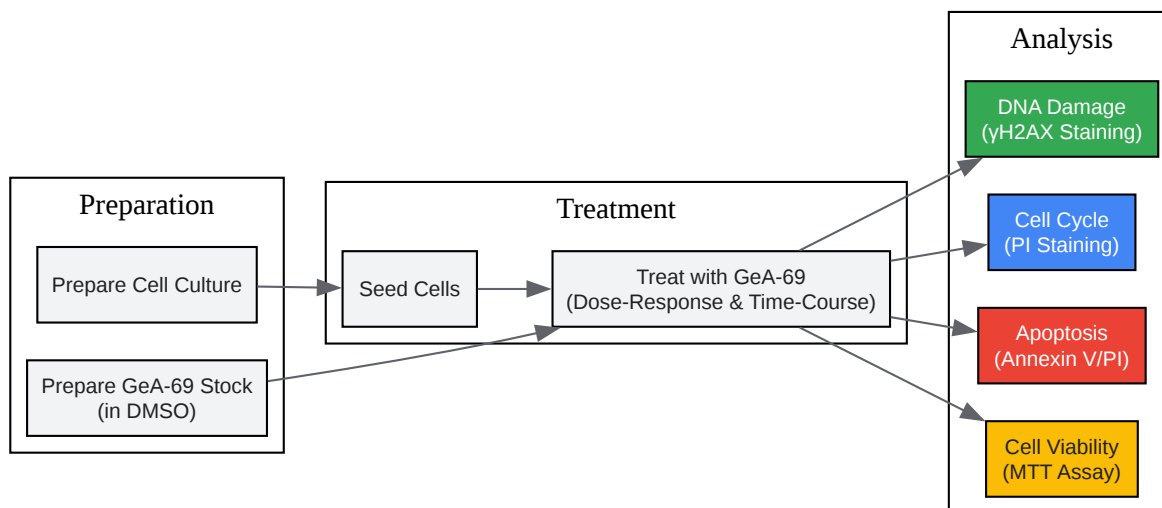 Preparation
Prepare Cell Culture
Prepare GeA-69 Stock
(in DMSO)
Treatment
Seed Cells
Treat with GeA-69
(Dose-Response & Time-Course)
Analysis
DNA Damage
(γH2AX Staining)
Cell Cycle
(PI Staining)
Apoptosis
(Annexin V/PI)
Cell Viability
(MTT Assay)